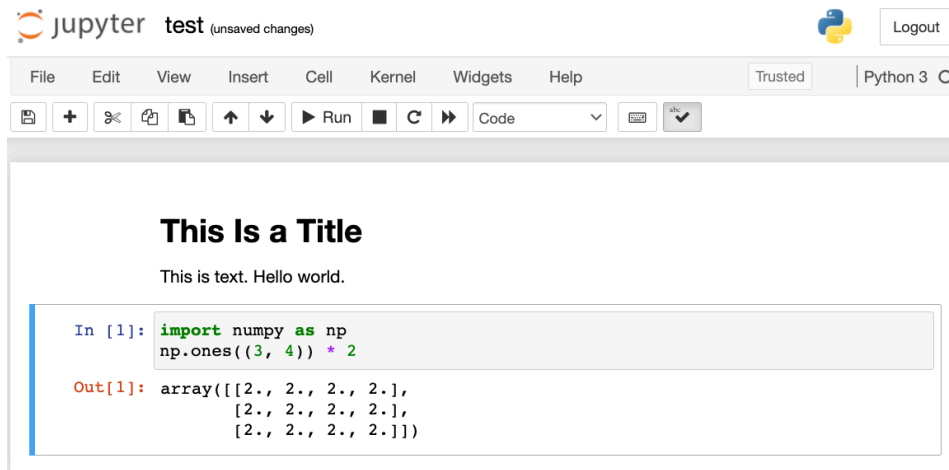 jupyter test (unsaved changes) Logout
File Edit View Insert Cell Kernel Widgets Help Trusted Python 3
Run Code abc
This Is a Title
This is text. Hello world.
In [1]: import numpy as np
np.ones((3, 4)) * 2
Out[1]: array([[2., 2., 2., 2.],
[2., 2., 2., 2.],
[2., 2., 2., 2.]])